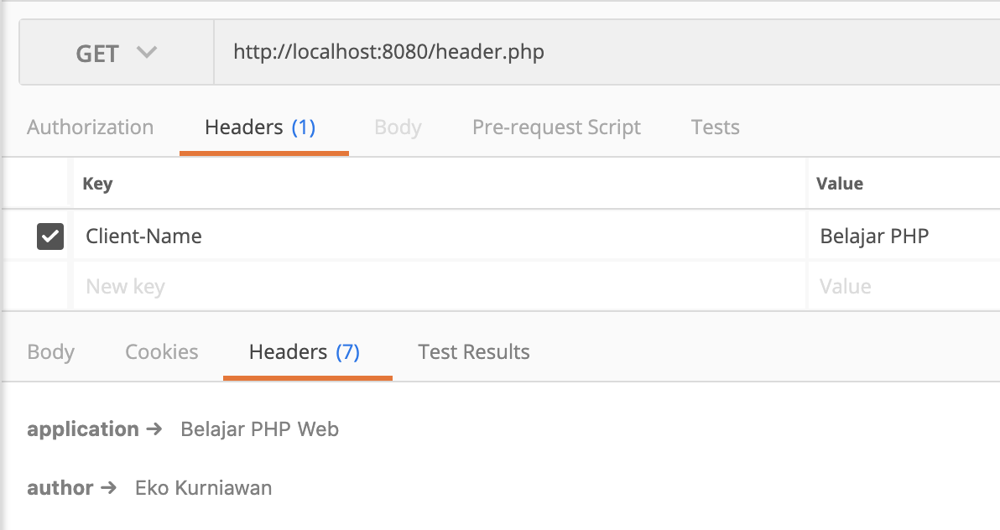 GET http://localhost:8080/header.php
Authorization Headers (1) Body Pre-request Script Tests
Key Value
Client-Name Belajar PHP
New key Value
Body Cookies Headers (7) Test Results
application → Belajar PHP Web
author → Eko Kurniawan